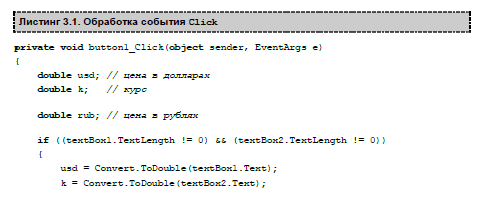 Листинг 3.1. Обработка события Click
private void button1_Click(object sender, EventArgs e)
{
double usd; // цена в долларах
double k; // курс
double rub; // цена в рублях
if ((textBox1.TextLength != 0) && (textBox2.TextLength != 0))
{
usd = Convert.ToDouble(textBox1.Text);
k = Convert.ToDouble(textBox2.Text);